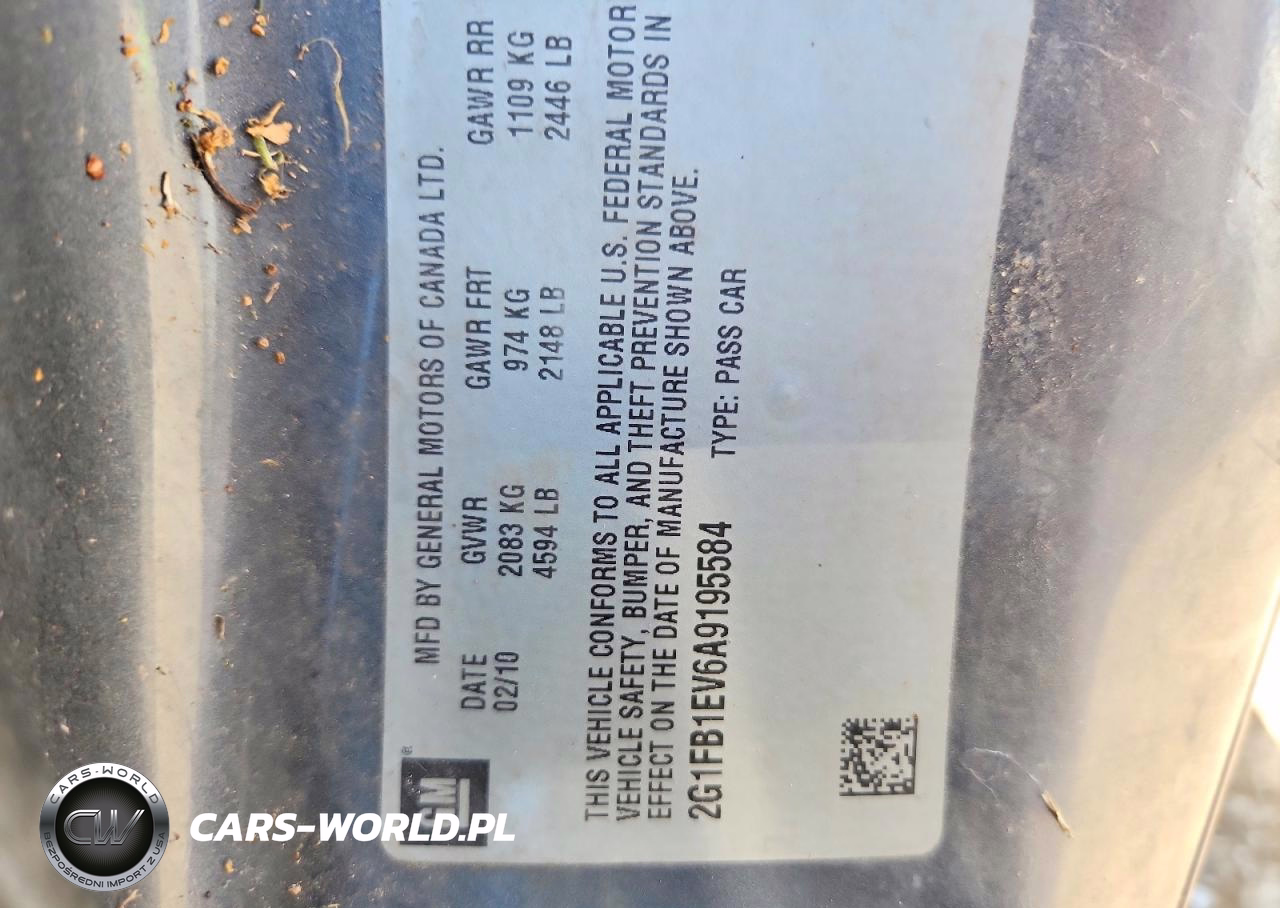 MFD BY GENERAL MOTORS OF CANADA LTD.
DATE GVWR GAWR FRT GAWR RR
02/10 2083 KG 974 KG 1109 KG
4594 LB 2148 LB 2446 LB
THIS VEHICLE CONFORMS TO ALL APPLICABLE U.S. FEDERAL MOTOR
VEHICLE SAFETY, BUMPER, AND THEFT PREVENTION STANDARDS IN
EFFECT ON THE DATE OF MANUFACTURE SHOWN ABOVE.
2G1FB1EV6A9195584 TYPE: PASS CAR
GM ®
CARS-WORLD
CW
BEZPOŚREDNI IMPORT Z USA
CARS-WORLD.PL